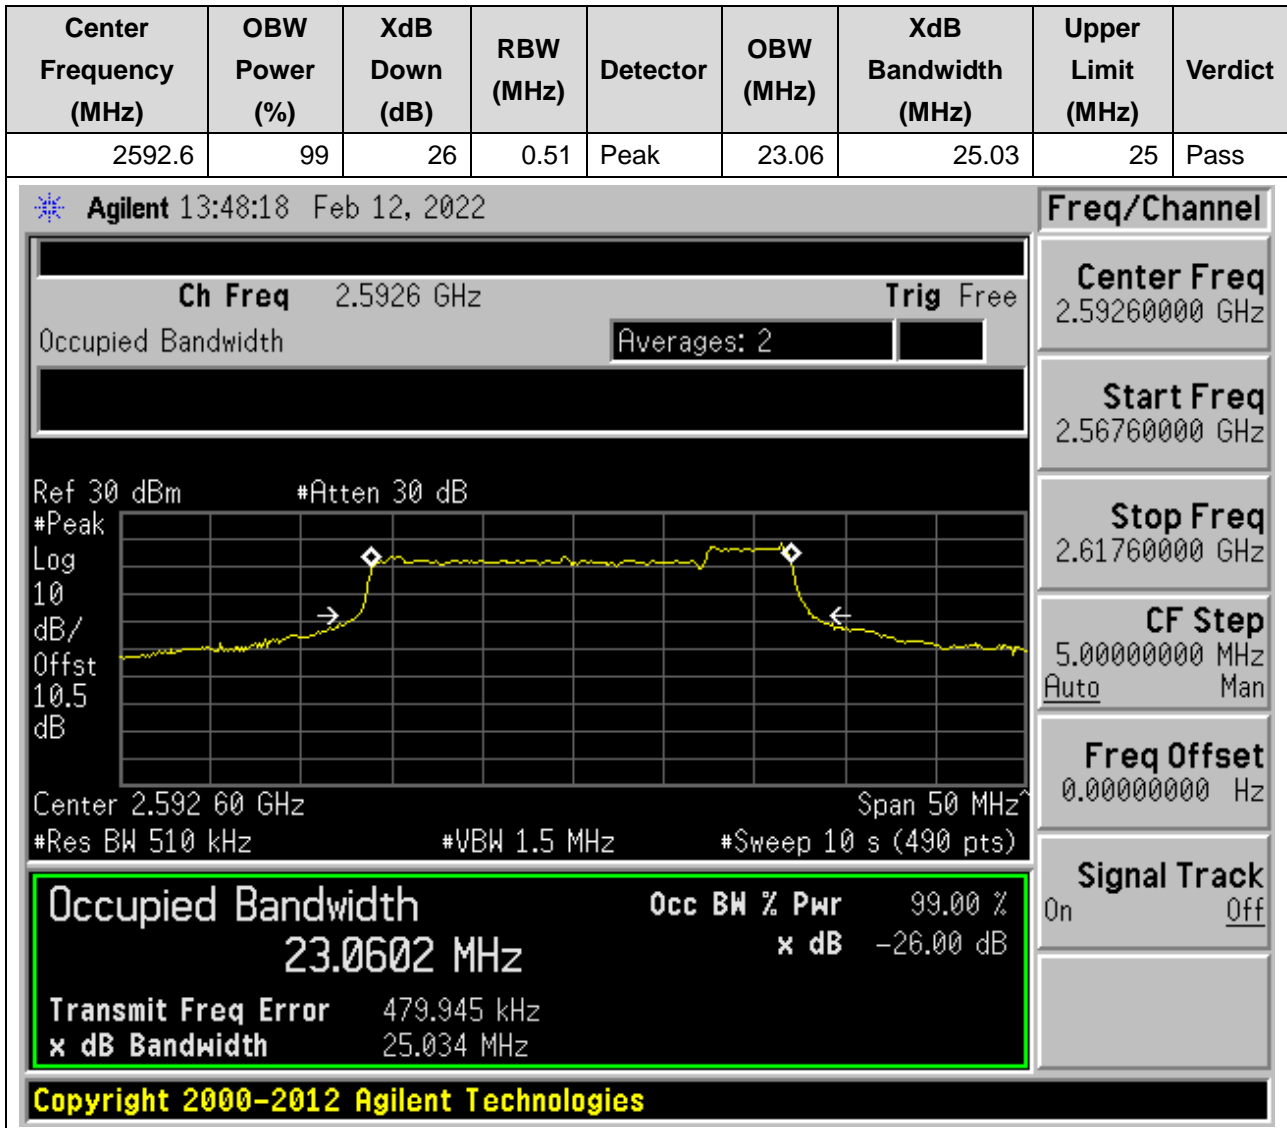 Center Frequency (MHz) OBW Power (%) XdB Down (dB) RBW (MHz) Detector OBW (MHz) XdB Bandwidth (MHz) Upper Limit (MHz) Verdict
2592.6 99 26 0.51 Peak 23.06 25.03 25 Pass
Agilent 13:48:18 Feb 12, 2022
Freq/Channel
Ch Freq 2.5926 GHz Trig Free
Occupied Bandwidth Averages: 2
Ref 30 dBm #Atten 30 dB
#Peak
Log
10
dB/
Offst
10.5
dB
Center 2.592 60 GHz Span 50 MHz^
#Res BW 510 kHz #VBW 1.5 MHz #Sweep 10 s (490 pts)
Occupied Bandwidth Occ BW % Pwr 99.00 %
23.0602 MHz x dB -26.00 dB
Transmit Freq Error 479.945 kHz
x dB Bandwidth 25.034 MHz
Center Freq
2.59260000 GHz
Start Freq
2.56760000 GHz
Stop Freq
2.61760000 GHz
CF Step
5.00000000 MHz
Auto Man
Freq Offset
0.00000000 Hz
Signal Track
On Off
Copyright 2000-2012 Agilent Technologies